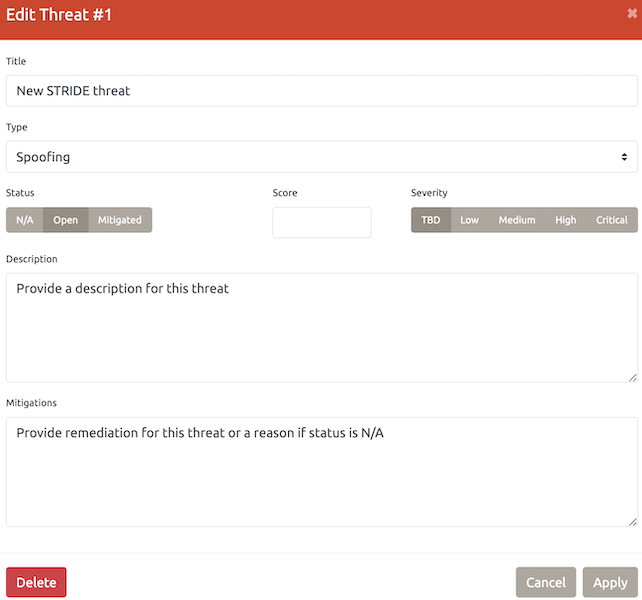 Edit Threat #1
Title
New STRIDE threat
Type
Spoofing
Status Score Severity
N/A Open Mitigated TBD Low Medium High Critical
Description
Provide a description for this threat
Mitigations
Provide remediation for this threat or a reason if status is N/A
Delete Cancel Apply